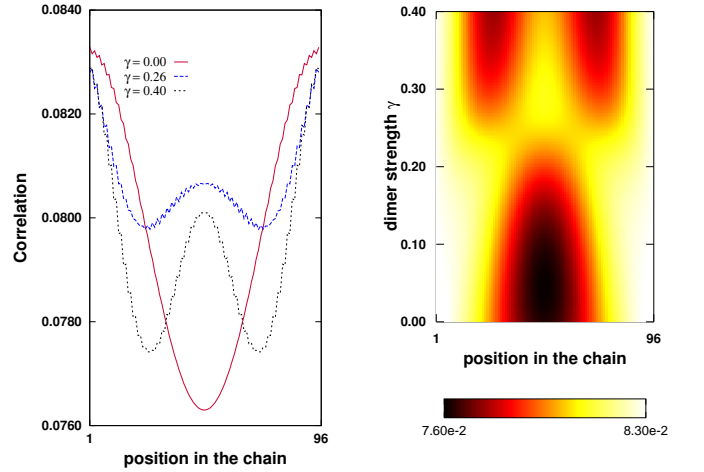 0.0840
0.0820
0.0800
0.0780
0.0760
Correlation
γ = 0.00
γ = 0.26
γ = 0.40
1
96
position in the chain
0.40
0.30
0.20
0.10
0.00
dimer strength γ
1
96
position in the chain
7.60e-2
8.30e-2